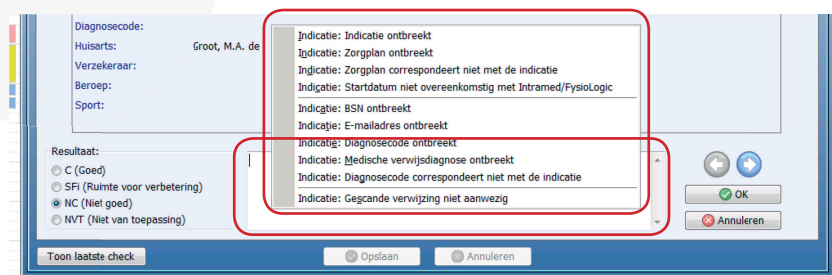 Diagnosecode:
Huisarts: Groot, M.A. de
Verzekeraar:
Beroep:
Sport:
Indicatie: Indicatie ontbreekt
Indicatie: Zorgplan ontbreekt
Indicatie: Zorgplan correspondeert niet met de indicatie
Indicatie: Startdatum niet overeenkomstig met Intramed/FysioLogic
Indicatie: BSN ontbreekt
Indicatie: E-mailadres ontbreekt
Indicatie: Diagnosecode ontbreekt
Indicatie: Medische verwijsdiagnose ontbreekt
Indicatie: Diagnosecode correspondeert niet met de indicatie
Indicatie: Gescande verwijzing niet aanwezig
Resultaat:
C (Goed)
SFi (Ruimte voor verbetering)
NC (Niet goed)
NVT (Niet van toepassing)
OK
Annuleren
Toon laatste check
Opslaan
Annuleren